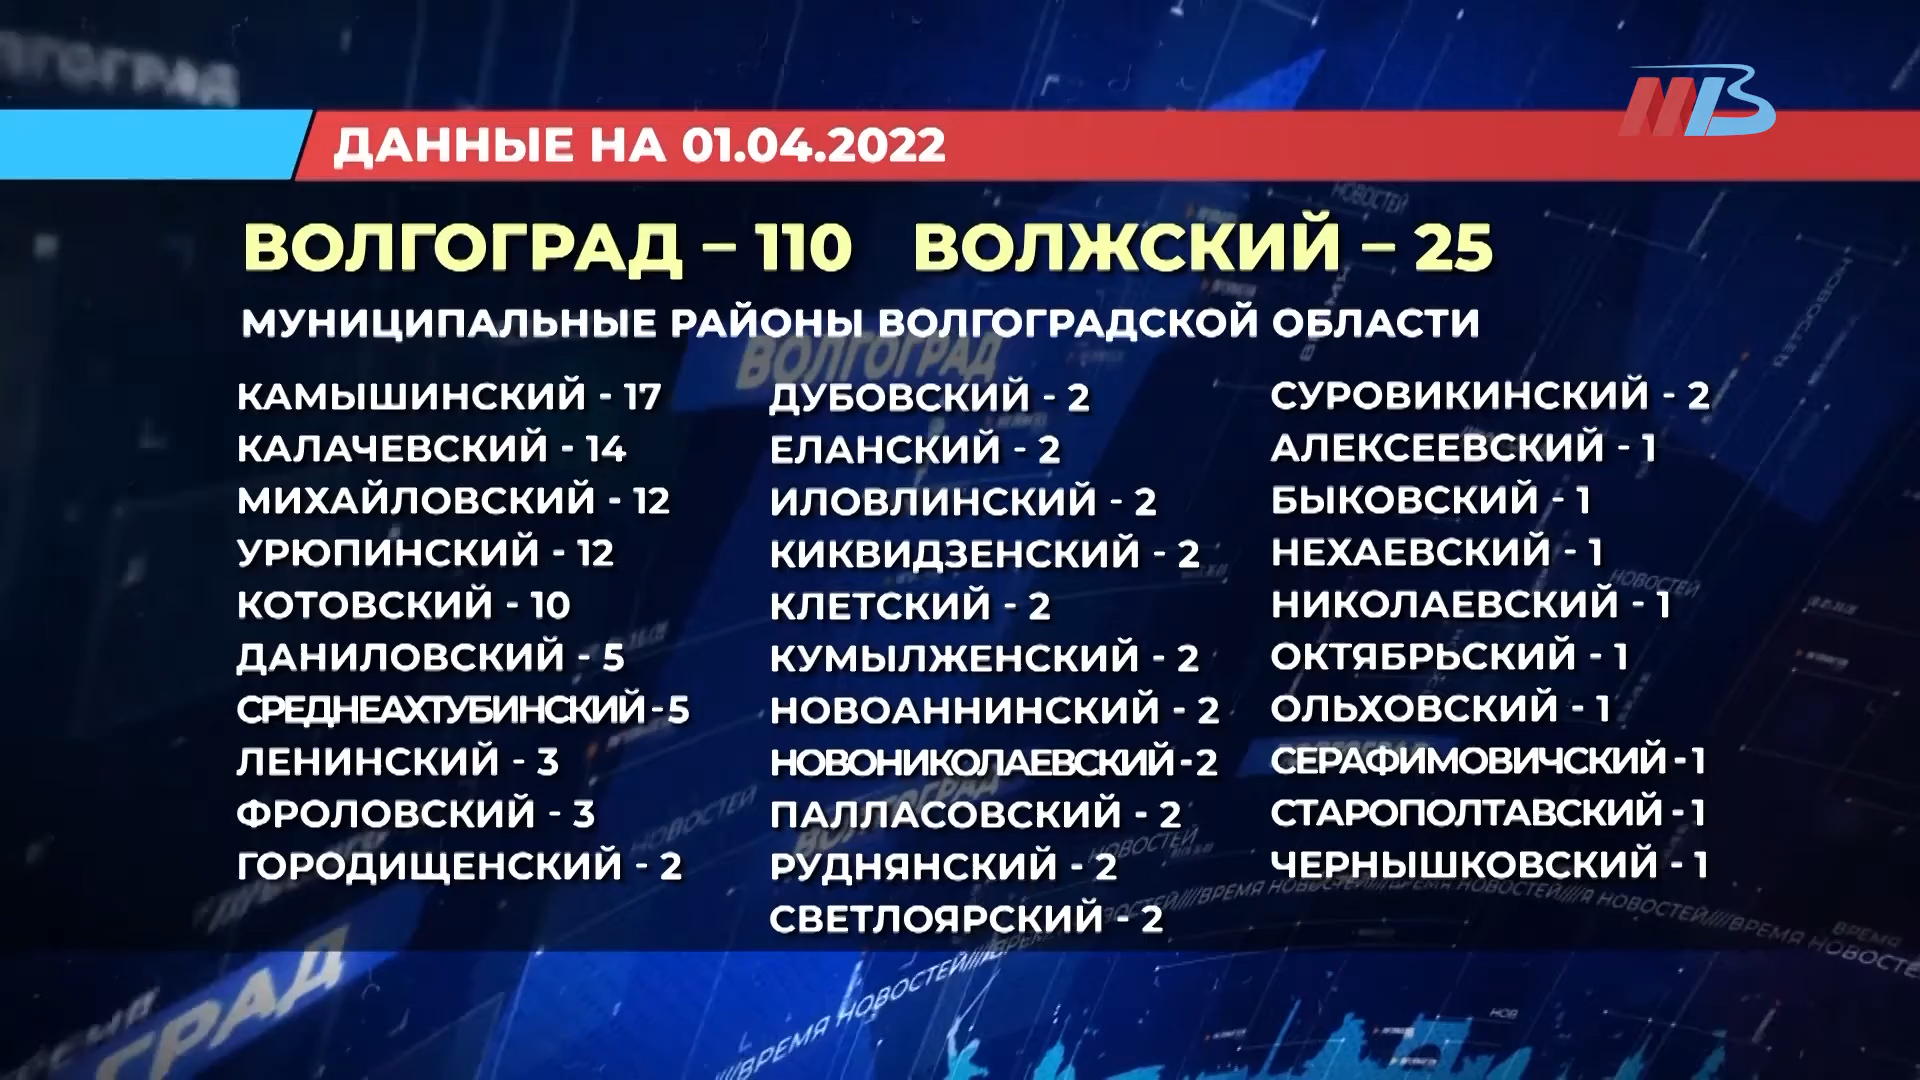 ДАННЫЕ НА 01.04.2022
ВОЛГОГРАД – 110 ВОЛЖСКИЙ – 25
МУНИЦИПАЛЬНЫЕ РАЙОНЫ ВОЛГОГРАДСКОЙ ОБЛАСТИ
КАМЫШИНСКИЙ - 17
КАЛАЧЕВСКИЙ - 14
МИХАЙЛОВСКИЙ - 12
УРЮПИНСКИЙ - 12
КОТОВСКИЙ - 10
ДАНИЛОВСКИЙ - 5
СРЕДНЕАХТУБИНСКИЙ - 5
ЛЕНИНСКИЙ - 3
ФРОЛОВСКИЙ - 3
ГОРОДИЩЕНСКИЙ - 2
ДУБОВСКИЙ - 2
ЕЛАНСКИЙ - 2
ИЛОВЛИНСКИЙ - 2
КИКВИДЗЕНСКИЙ - 2
КЛЕТСКИЙ - 2
КУМЫЛЖЕНСКИЙ - 2
НОВОАННИНСКИЙ - 2
НОВОНИКОЛАЕВСКИЙ - 2
ПАЛЛАСОВСКИЙ - 2
РУДНЯНСКИЙ - 2
СВЕТЛОЯРСКИЙ - 2
СУРОВИКИНСКИЙ - 2
АЛЕКСЕЕВСКИЙ - 1
БЫКОВСКИЙ - 1
НЕХАЕВСКИЙ - 1
НИКОЛАЕВСКИЙ - 1
ОКТЯБРЬСКИЙ - 1
ОЛЬХОВСКИЙ - 1
СЕРАФИМОВИЧСКИЙ - 1
СТАРОПОЛТАВСКИЙ - 1
ЧЕРНЫШКОВСКИЙ - 1